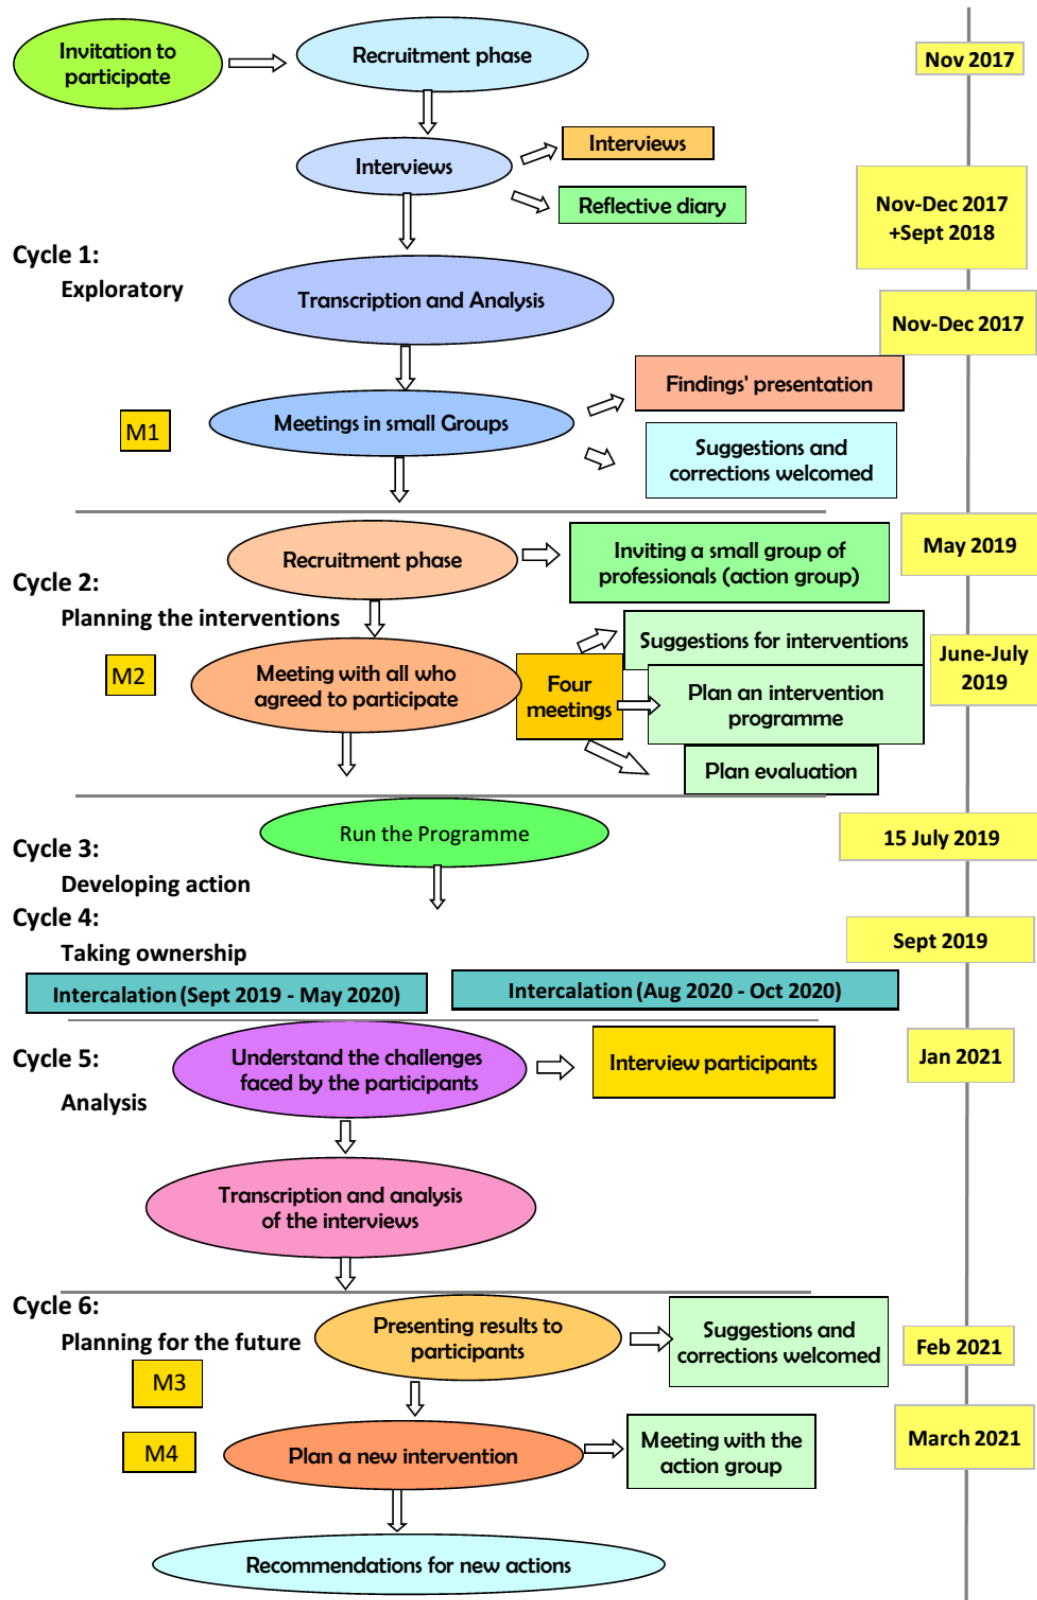 Invitation to
participate
Recruitment phase
Nov 2017
Interviews
Interviews
Reflective diary
Nov-Dec 2017
+Sept 2018
Cycle 1:
Exploratory
Transcription and Analysis
Nov-Dec 2017
M1
Meetings in small Groups
Findings' presentation
Suggestions and
corrections welcomed
Recruitment phase
Inviting a small group of
professionals (action group)
May 2019
Cycle 2:
Planning the interventions
M2
Meeting with all who
agreed to participate
Four
meetings
Suggestions for interventions
Plan an intervention
programme
Plan evaluation
June-July
2019
Run the Programme
15 July 2019
Cycle 3:
Developing action
Cycle 4:
Taking ownership
Sept 2019
Intercalation (Sept 2019 - May 2020)
Intercalation (Aug 2020 - Oct 2020)
Cycle 5:
Analysis
Understand the challenges
faced by the participants
Interview participants
Jan 2021
Transcription and analysis
of the interviews
Cycle 6:
Planning for the future
Presenting results to
participants
Suggestions and
corrections welcomed
Feb 2021
M3
M4
Plan a new intervention
Meeting with the
action group
March 2021
Recommendations for new actions